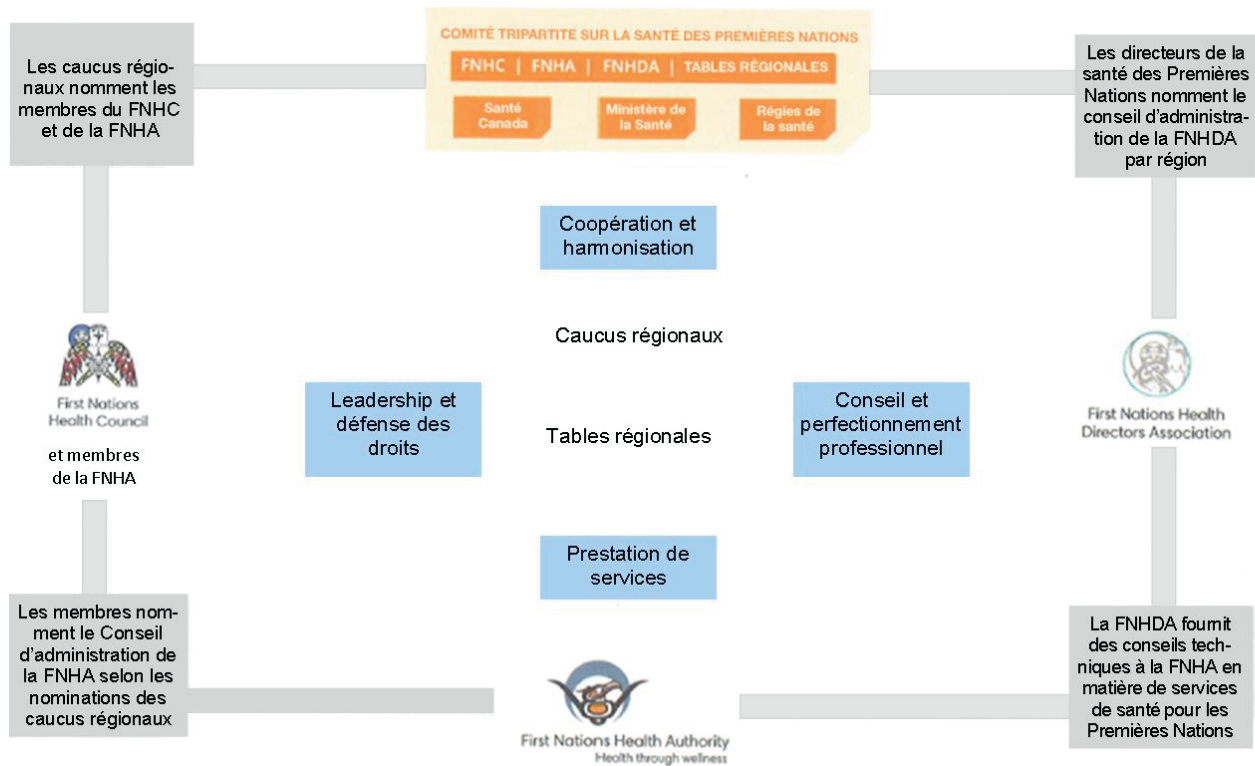 Les caucus régio-
naux nomment les
membres du FNHC
et de la FNHA
COMITÉ TRIPARTITE SUR LA SANTÉ DES PREMIÈRES NATIONS
FNHC | FNHA | FNHDA | TABLES RÉGIONALES
Santé
Canada
Ministère de
la Santé
Régies de
la santé
Les directeurs de la
santé des Premières
Nations nomment le
conseil d'administra-
tion de la FNHDA
par région
Coopération et
harmonisation
Caucus régionaux
First Nations
Health Council
et membres
de la FNHA
Leadership et
défense des
droits
Tables régionales
Conseil et
perfectionnement
professionnel
First Nations Health
Directors Association
Prestation de
services
Les membres nom-
ment le Conseil
d'administration de
la FNHA selon les
nominations des
caucus régionaux
First Nations Health Authority
Health through wellness
La FNHDA fournit
des conseils tech-
niques à la FNHA en
matière de services
de santé pour les
Premières Nations